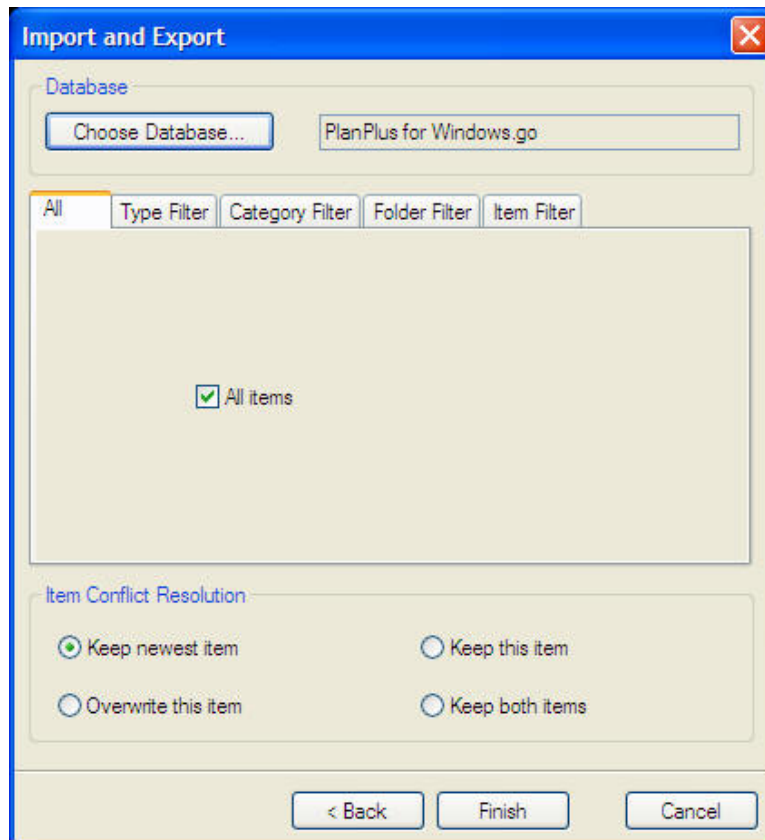 Import and Export
Database
Choose Database... PlanPlus for Windows.go
All Type Filter Category Filter Folder Filter Item Filter
All items
Item Conflict Resolution
Keep newest item Keep this item
Overwrite this item Keep both items
< Back Finish Cancel